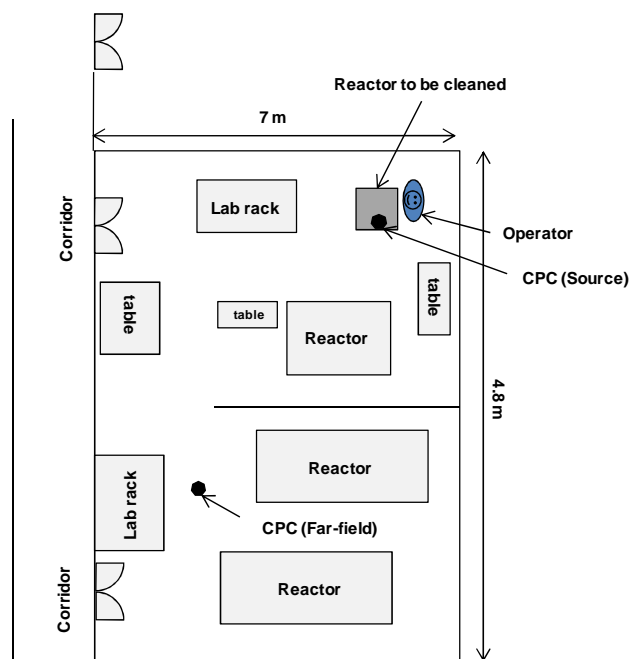 Reactor to be cleaned
7 m
Corridor
Lab rack
Operator
CPC (Source)
table
table
table
Reactor
4.8 m
Reactor
Lab rack
CPC (Far-field)
Reactor
Corridor